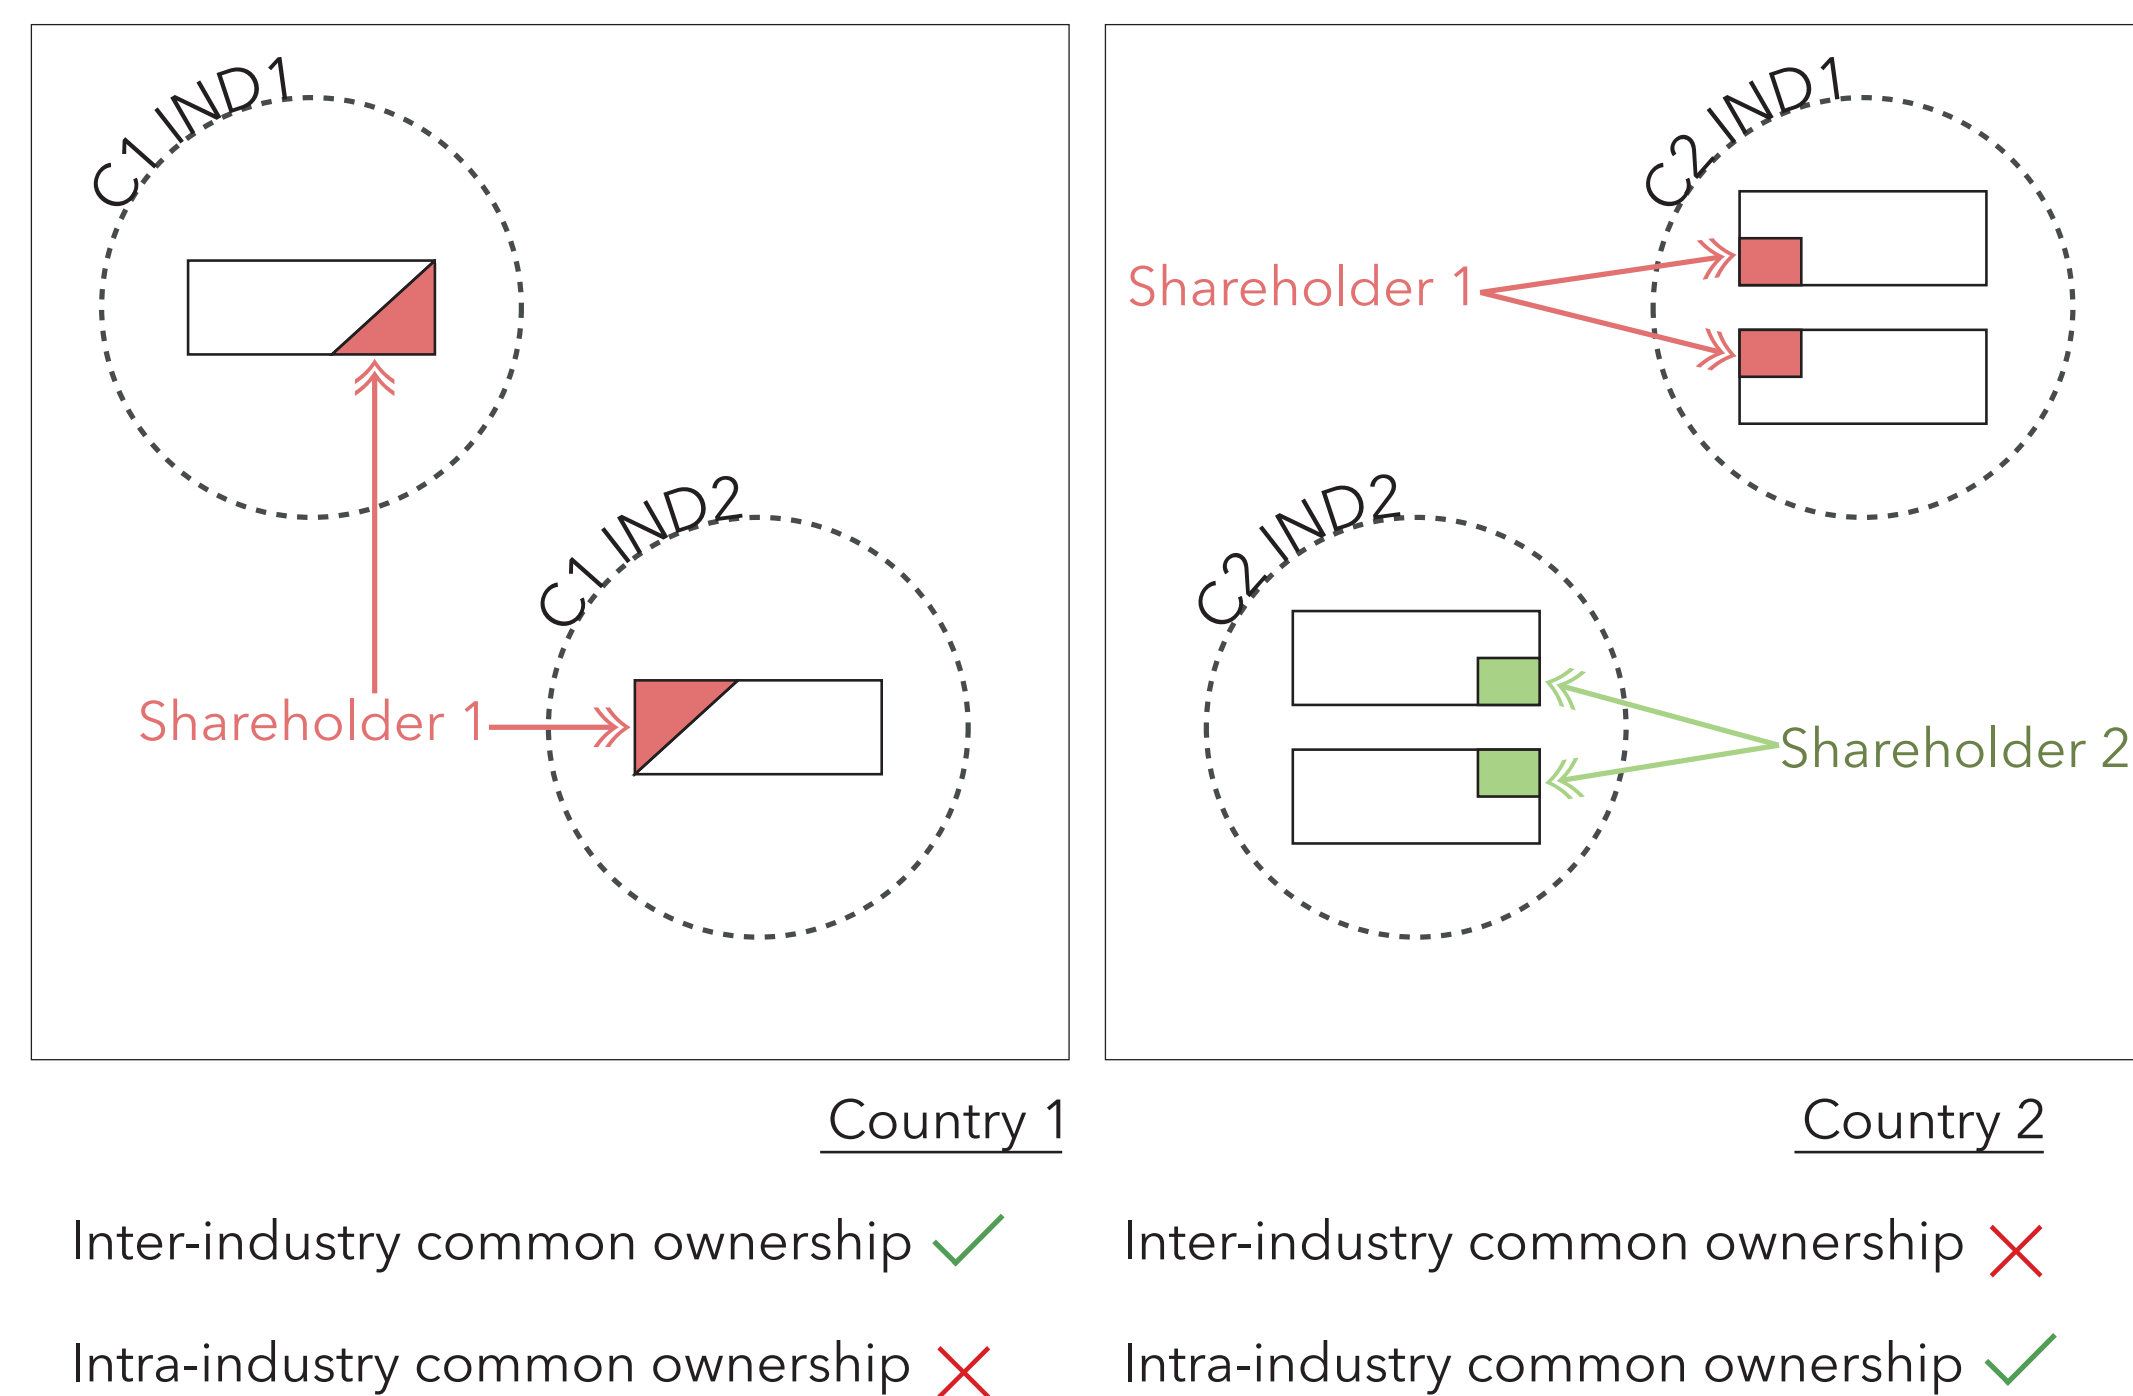 C1 IND1
Shareholder 1
C1 IND2
C2 IND1
Shareholder 1
C2 IND2
Shareholder 2
Country 1
Inter-industry common ownership
Intra-industry common ownership
Country 2
Inter-industry common ownership
Intra-industry common ownership